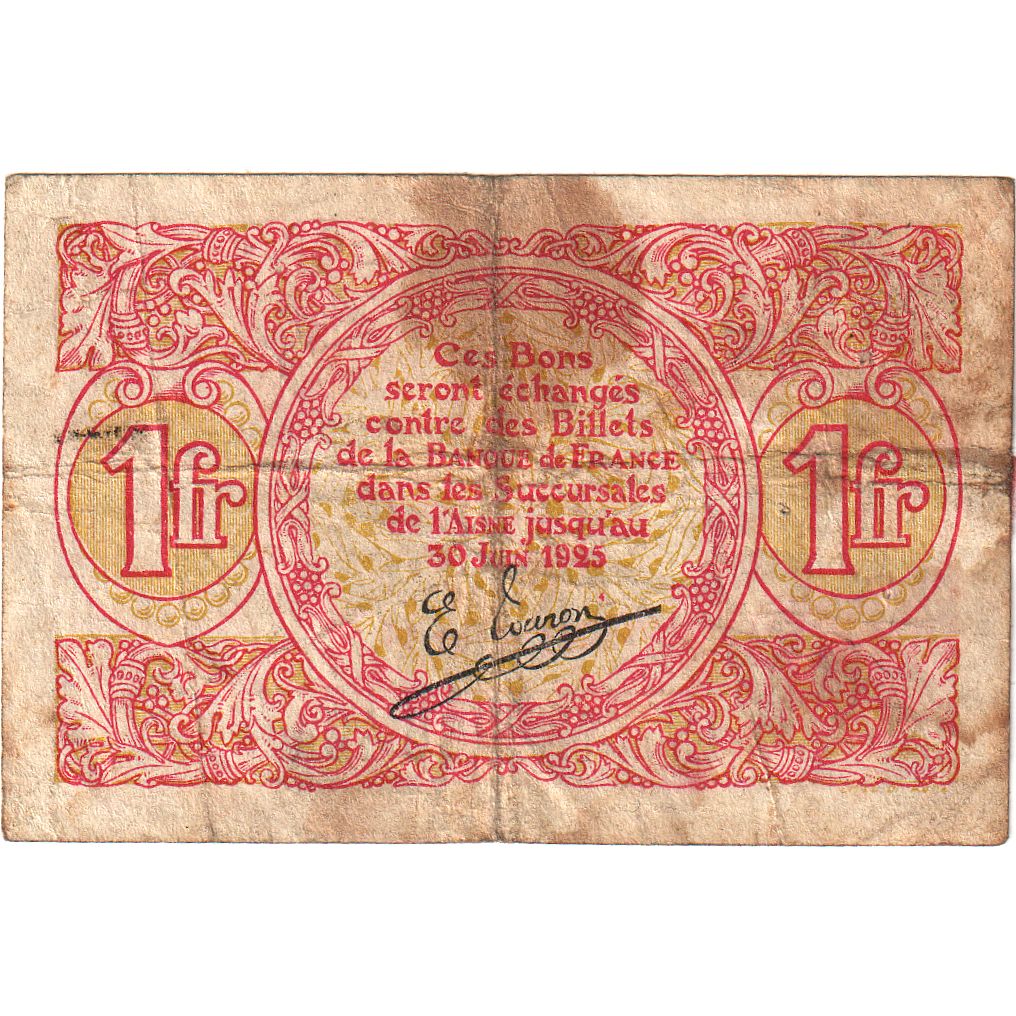 Ces Bons
seront échangés
contre des Billets
de la BANQUE de FRANCE
dans les Succursales
de l'AISNE jusqu'au
30 JUIN 1925
1fr
1fr
E Touron